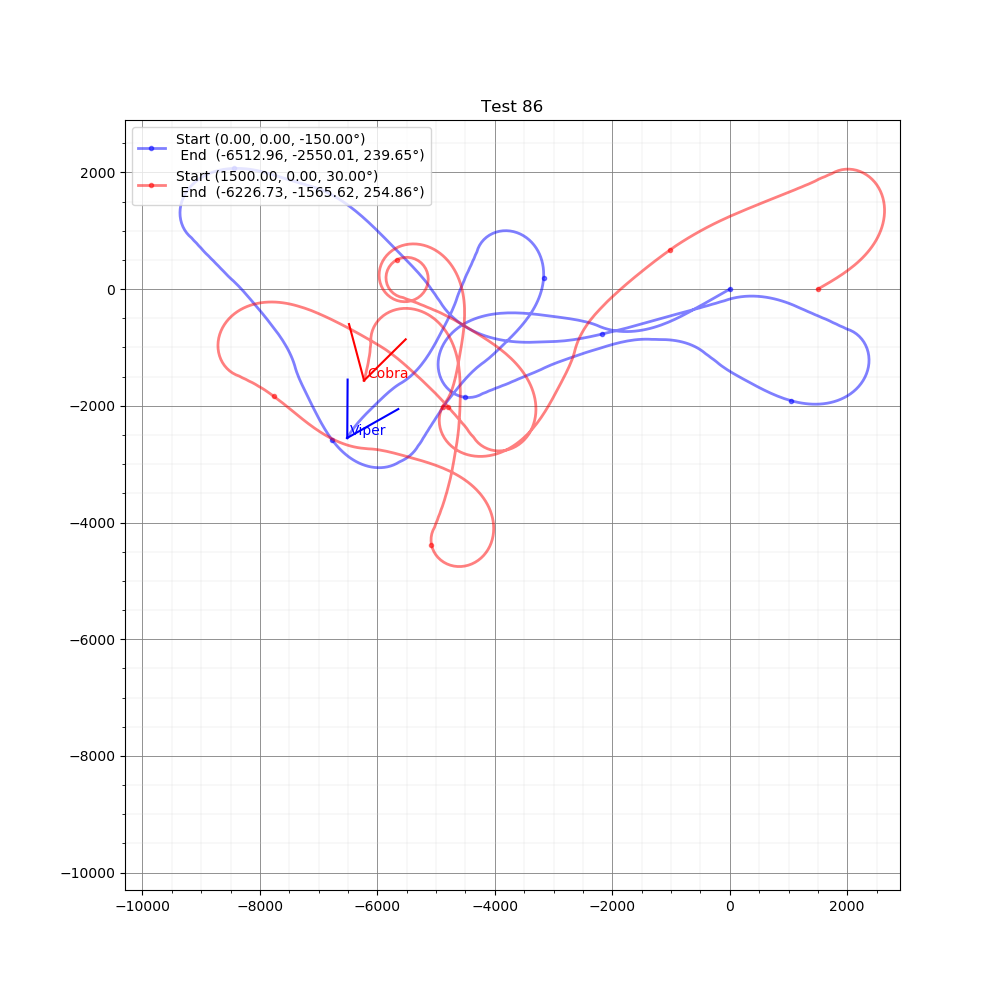 Test 86
Start (0.00, 0.00, -150.00°)
End  (-6512.96, -2550.01, 239.65°)
Start (1500.00, 0.00, 30.00°)
End  (-6226.73, -1565.62, 254.86°)
2000
0
−2000
−4000
−6000
−8000
−10000
Cobra
Viper
−10000
−8000
−6000
−4000
−2000
0
2000